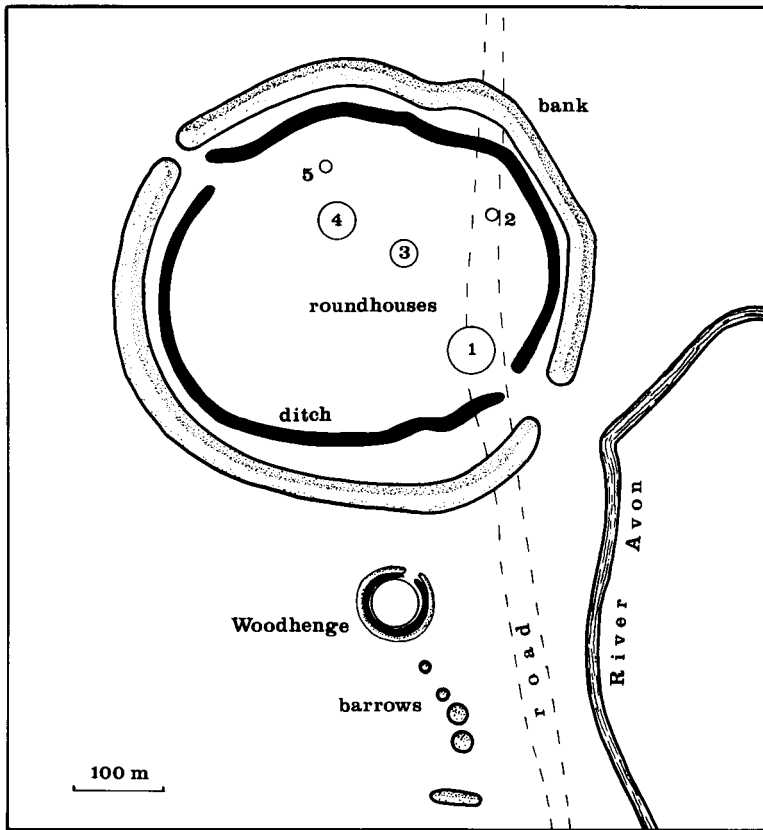 bank
5
4
2
3
roundhouses
1
ditch
Woodhenge
River Avon
road
barrows
100 m